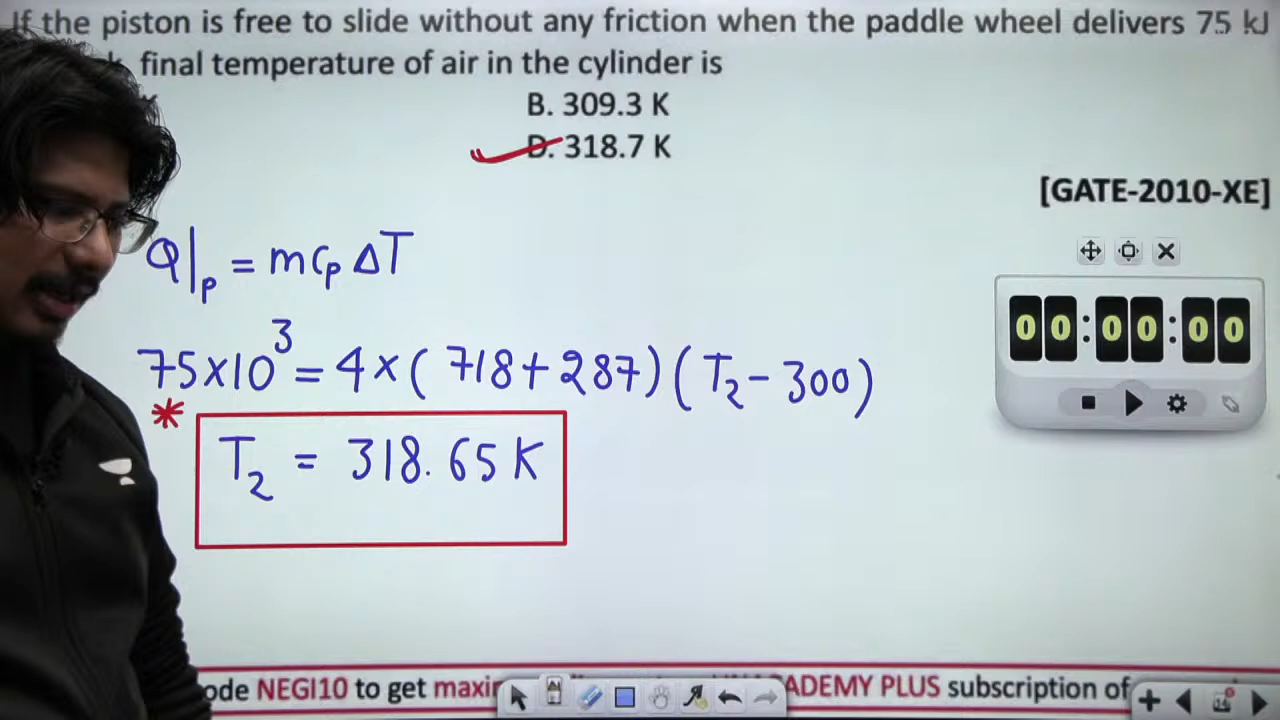 If the piston is free to slide without any friction when the paddle wheel delivers 75 kJ
final temperature of air in the cylinder is
B. 309.3 K
D. 318.7 K
[GATE-2010-XE]
Q|p = mcp ΔT
75×10³ = 4×(718+287)(T₂-300)
*
T₂ = 318.65 K
00:00:00
ode NEGI10 to get ACADEMY PLUS subscription of